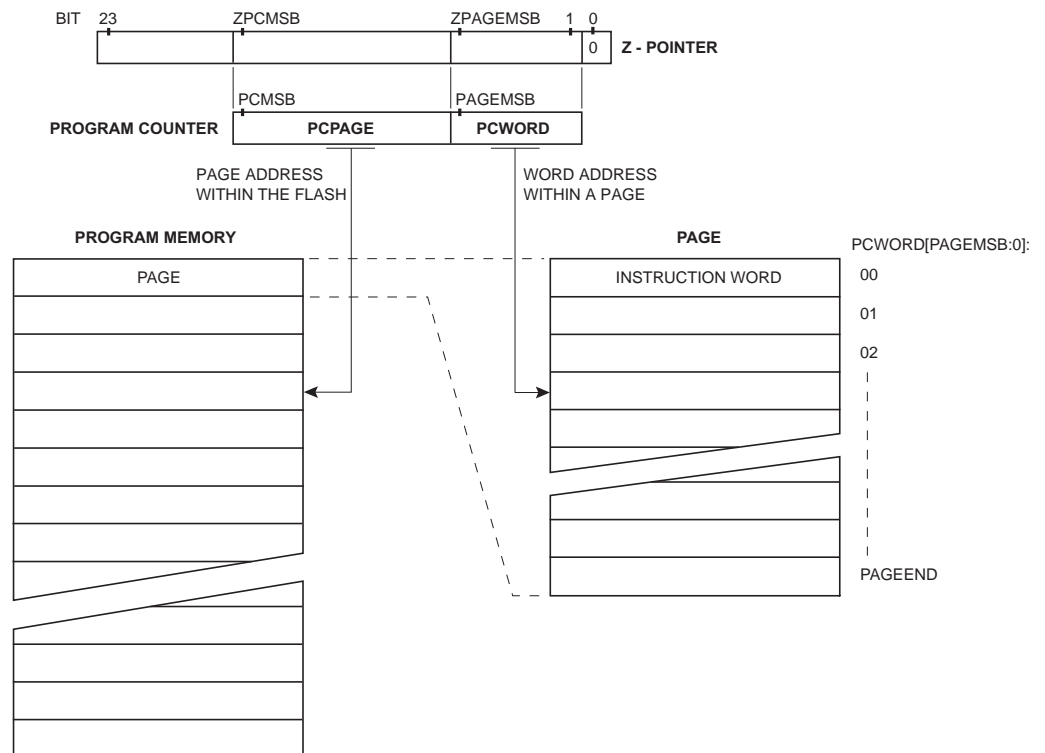 BIT 23 ZPCMSB ZPAGEMSB 1 0
0 Z - POINTER
PCMSB PAGEMSB
PROGRAM COUNTER PCPAGE PCWORD
PAGE ADDRESS
WITHIN THE FLASH
WORD ADDRESS
WITHIN A PAGE
PROGRAM MEMORY
PAGE
PAGE
INSTRUCTION WORD
PCWORD[PAGEMSB:0]:
00
01
02
PAGEEND